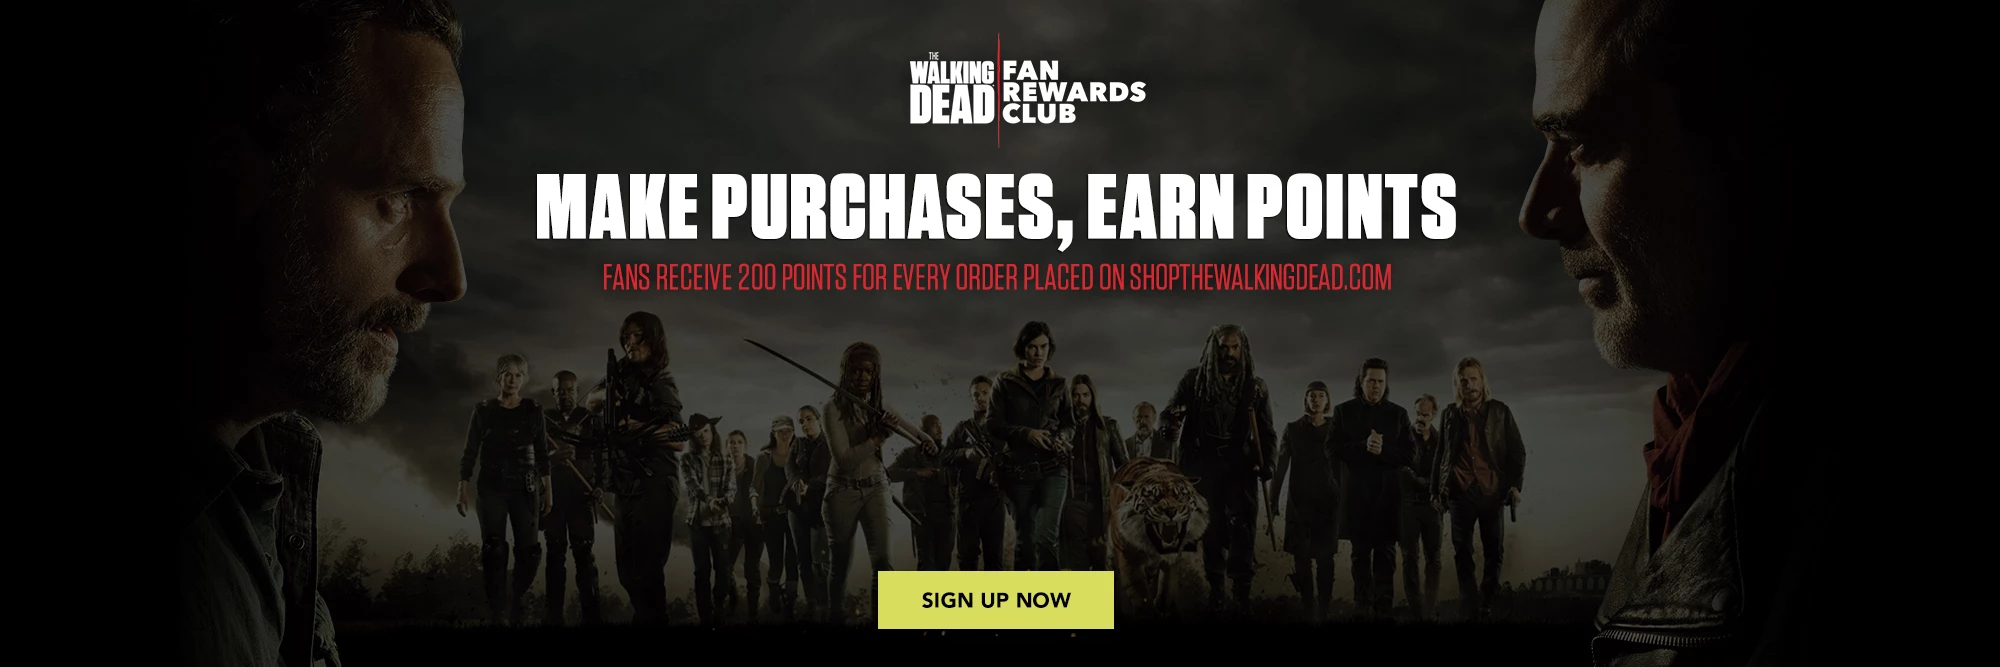 THE
WALKING
DEAD
FAN
REWARDS
CLUB
MAKE PURCHASES, EARN POINTS
FANS RECEIVE 200 POINTS FOR EVERY ORDER PLACED ON SHOPTHEWALKINGDEAD.COM
SIGN UP NOW